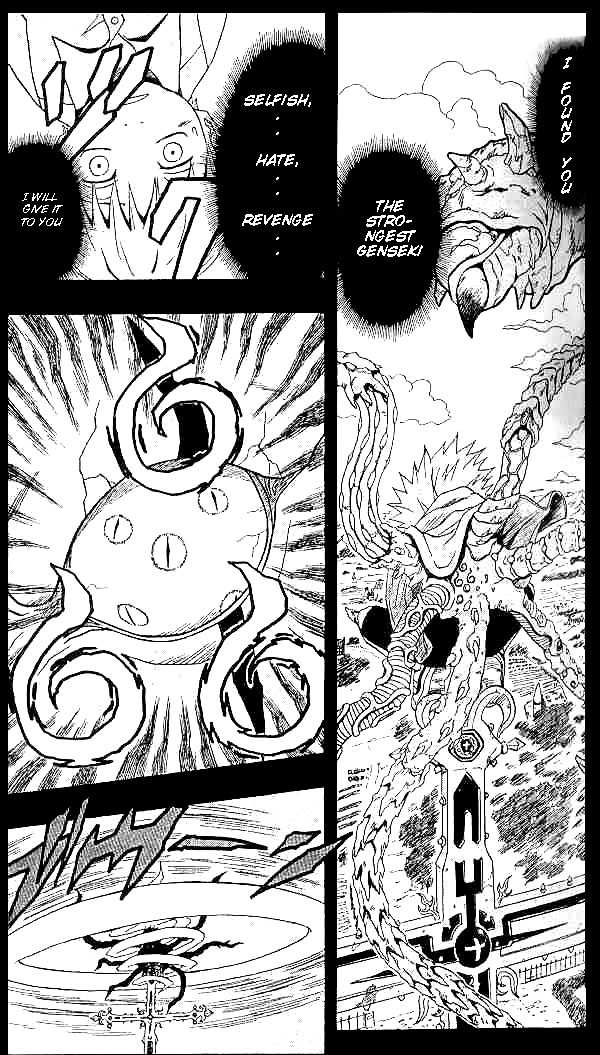 I FOUND YOU
THE
STRO-
NGEST
GENSEKI
SELFISH,
.
.
HATE,
.
.
REVENGE
.
.
I WILL
GIVE IT
TO YOU